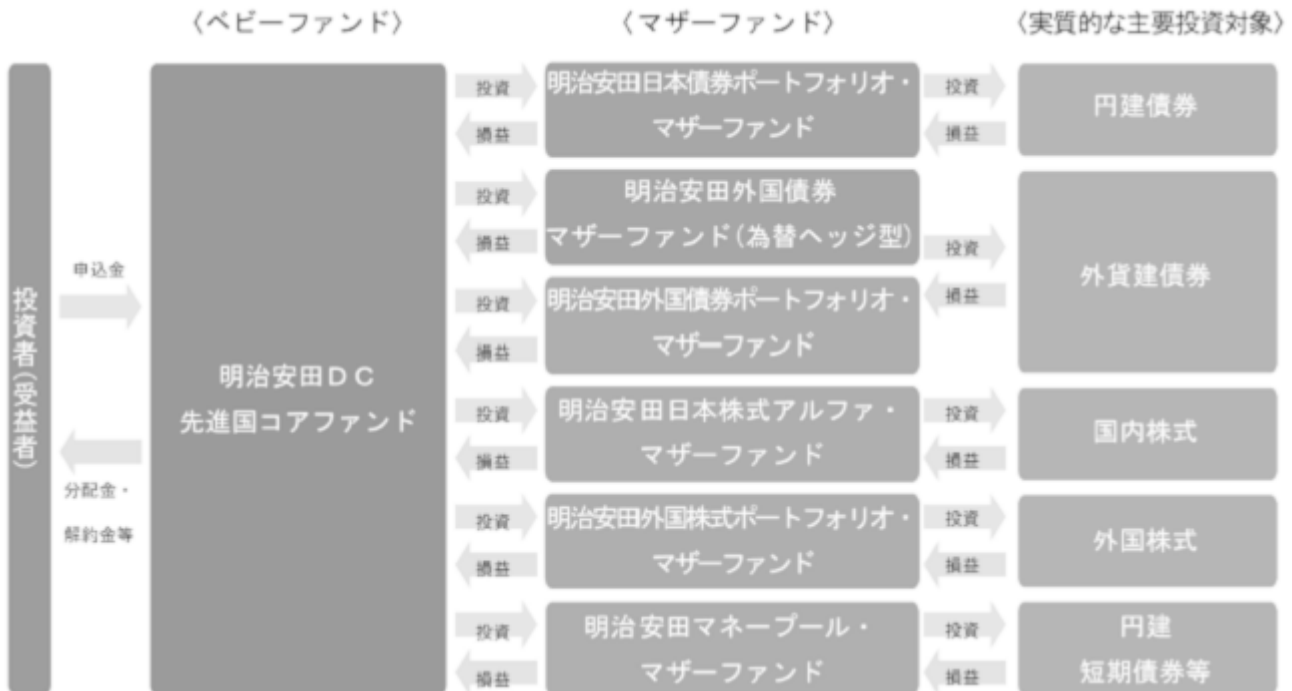 〈ベビーファンド〉
〈マザーファンド〉
〈実質的な主要投資対象〉
投資者(受益者)
申込金
分配金・
解約金等
明治安田DC
先進国コアファンド
投資
損益
明治安田日本債券ポートフォリオ・
マザーファンド
投資
損益
円建債券
投資
損益
明治安田外国債券
マザーファンド(為替ヘッジ型)
投資
損益
外貨建債券
投資
損益
明治安田外国債券ポートフォリオ・
マザーファンド
投資
損益
明治安田日本株式アルファ・
マザーファンド
投資
損益
国内株式
投資
損益
明治安田外国株式ポートフォリオ・
マザーファンド
投資
損益
外国株式
投資
損益
明治安田マネープール・
マザーファンド
投資
損益
円建
短期債券等